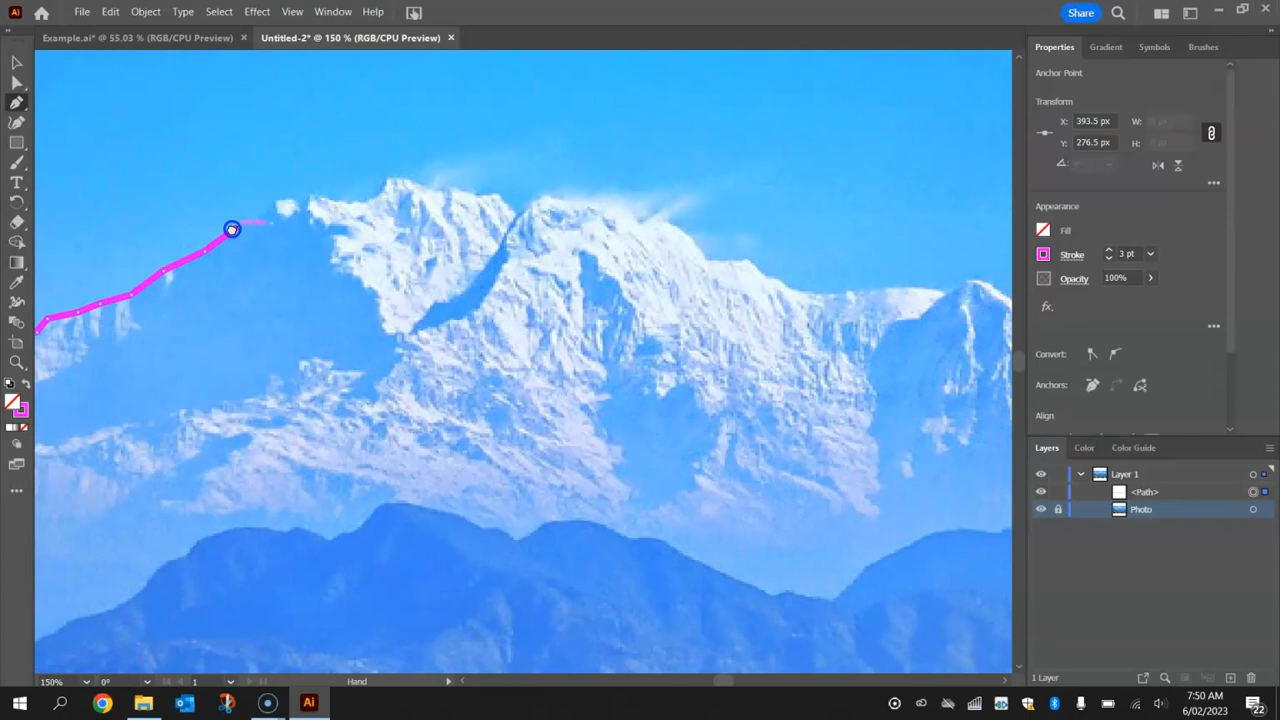 Ai File Edit Object Type Select Effect View Window Help Share
Example.ai* @ 55.03 % (RGB/CPU Preview) × Untitled-2* @ 150 % (RGB/CPU Preview) ×
Properties Gradient Symbols Brushes
Anchor Point
Transform
X: 393.5 px W:
Y: 276.5 px H:
Appearance
Fill
Stroke 3 pt
Opacity 100%
fx.
Convert:
Anchors:
Align
Layers Color Color Guide
Layer 1
<Path>
Photo
150% 0° 1 Hand 1 Layer
Ai 7:50 AM
6/02/2023 22